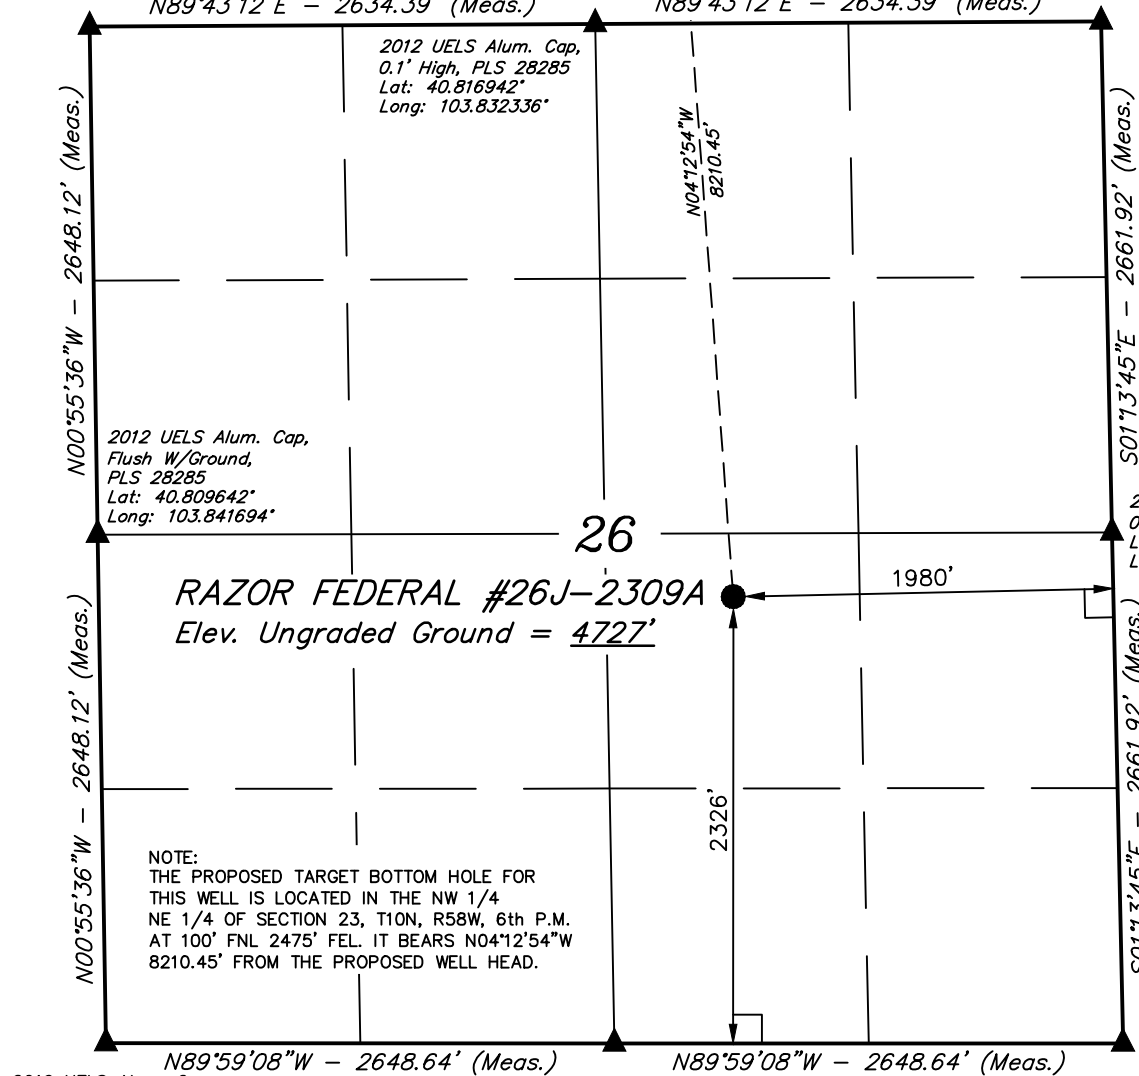 N89°43'12"E - 2634.39' (Meas.)
N89°43'12"E - 2634.39' (Meas.)
2012 UELS Alum. Cap,
0.1' High, PLS 28285
Lat: 40.816942°
Long: 103.832336°
N04°12'54"W
8210.45'
N00°55'36"W - 2648.12' (Meas.)
S01°13'45"E - 2661.92' (Meas.)
2012 UELS Alum. Cap,
Flush W/Ground,
PLS 28285
Lat: 40.809642°
Long: 103.841694°
26
RAZOR FEDERAL #26J-2309A
Elev. Ungraded Ground = 4727'
1980'
2326'
N00°55'36"W - 2648.12' (Meas.)
S01°13'45"E - 2661.92' (Meas.)
NOTE:
THE PROPOSED TARGET BOTTOM HOLE FOR
THIS WELL IS LOCATED IN THE NW 1/4
NE 1/4 OF SECTION 23, T10N, R58W, 6th P.M.
AT 100' FNL 2475' FEL. IT BEARS N04°12'54"W
8210.45' FROM THE PROPOSED WELL HEAD.
N89°59'08"W - 2648.64' (Meas.)
N89°59'08"W - 2648.64' (Meas.)